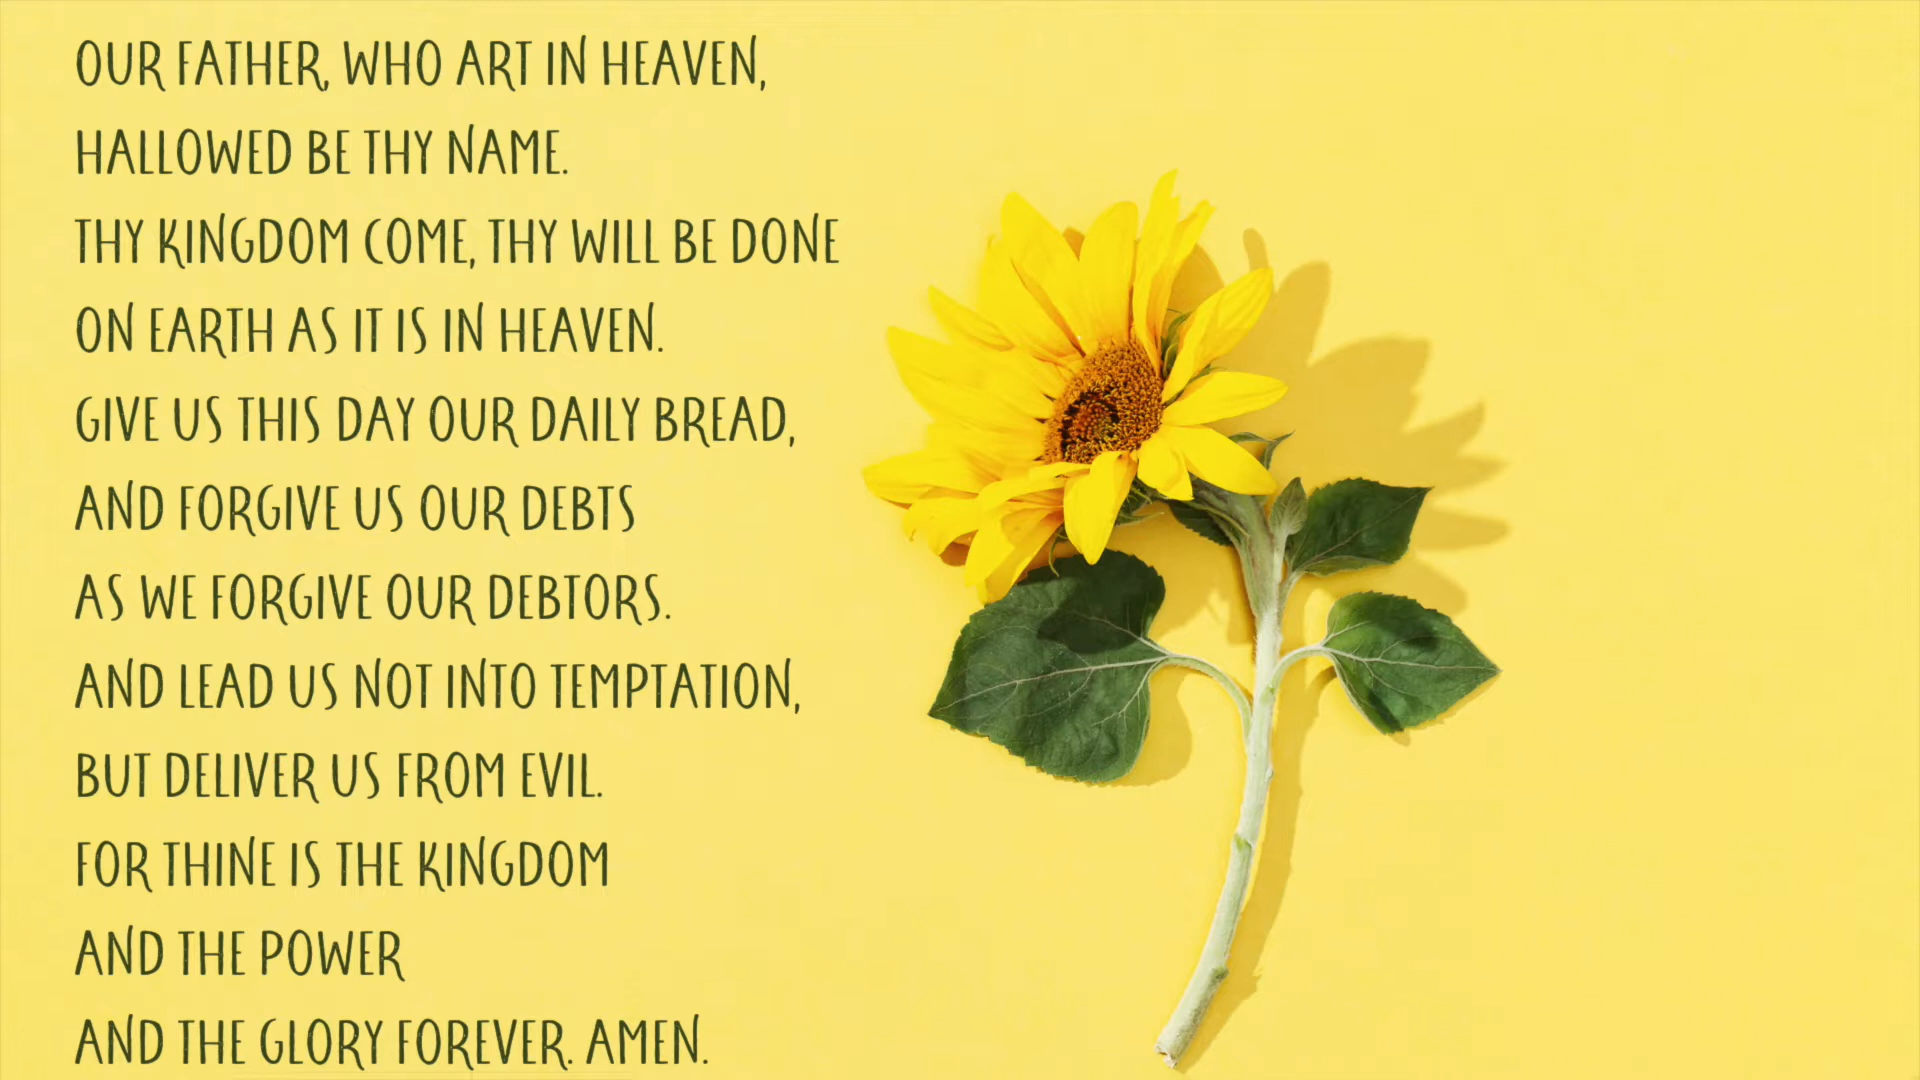 OUR FATHER, WHO ART IN HEAVEN,
HALLOWED BE THY NAME.
THY KINGDOM COME, THY WILL BE DONE
ON EARTH AS IT IS IN HEAVEN.
GIVE US THIS DAY OUR DAILY BREAD,
AND FORGIVE US OUR DEBTS
AS WE FORGIVE OUR DEBTORS.
AND LEAD US NOT INTO TEMPTATION,
BUT DELIVER US FROM EVIL.
FOR THINE IS THE KINGDOM
AND THE POWER
AND THE GLORY FOREVER. AMEN.